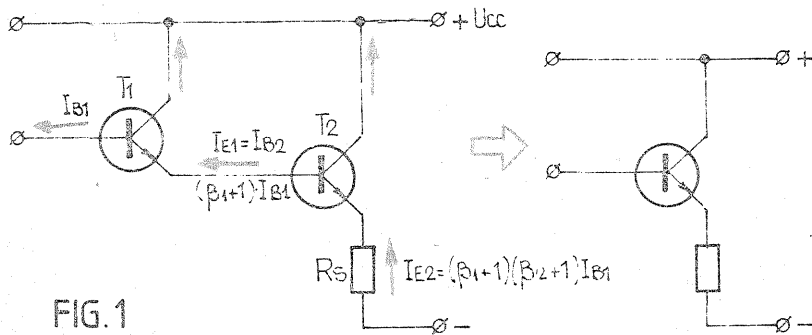 + Ucc
+
T1
IB1
IE1=IB2
T2
(β1+1)·IB1
Rs
IE2=(β1+1)(β2+1)IB1
FIG.1
-
-